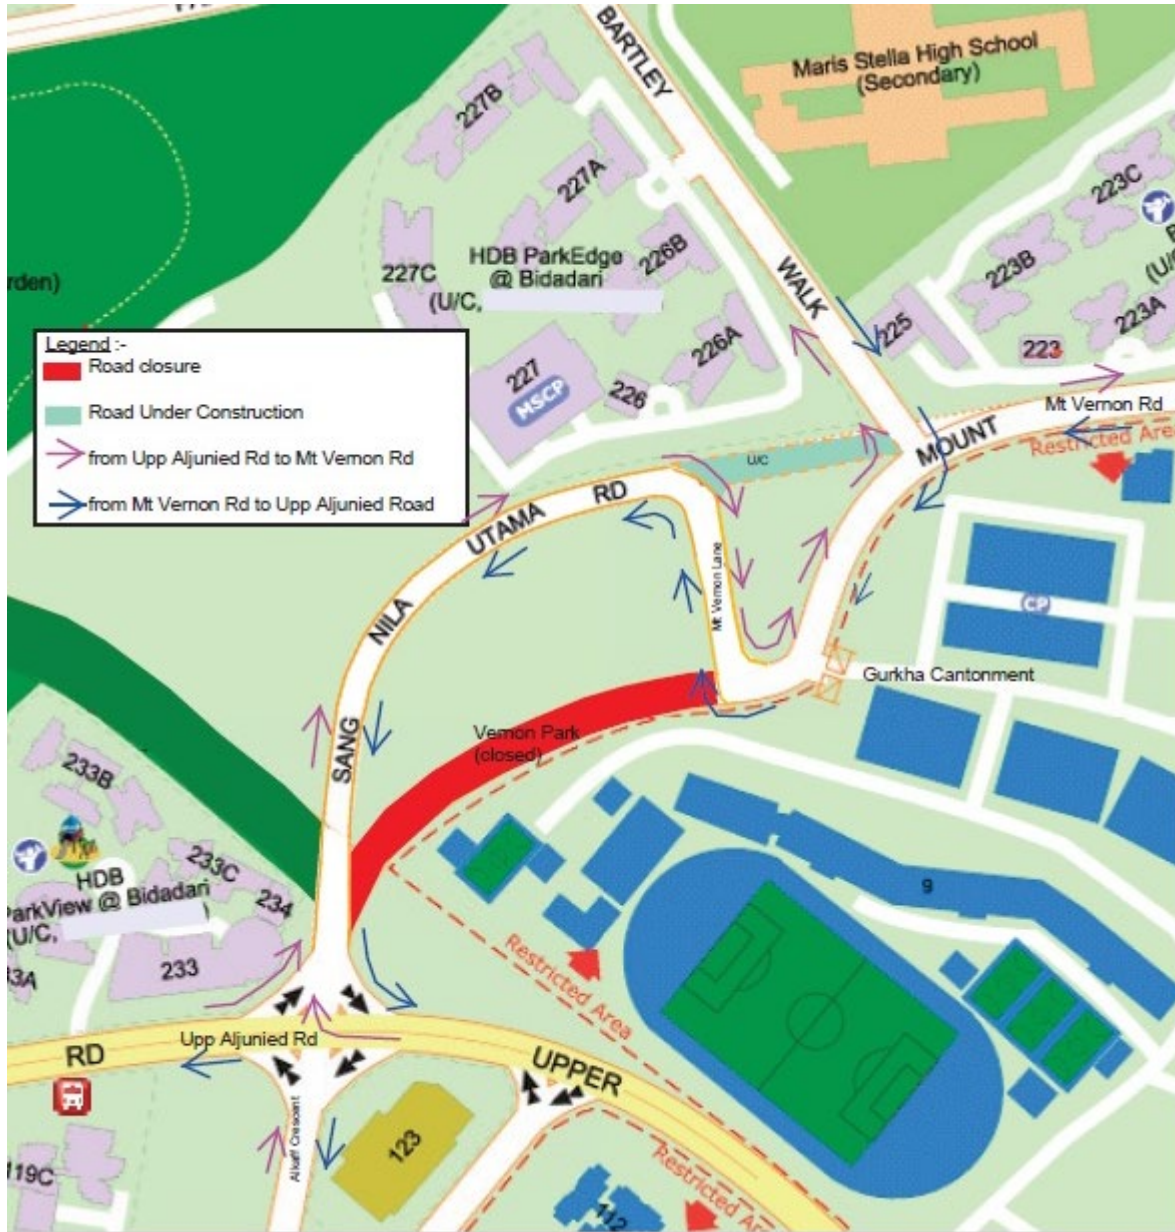 BARTLEY
Maris Stella High School
(Secondary)
227B
227A
223C
227C
HDB ParkEdge
@ Bidadari
(U/C,
226B
WALK
223B
(U/C
rden)
223A
225
223
Legend :-
Road closure
Road Under Construction
from Upp Aljunied Rd to Mt Vernon Rd
from Mt Vernon Rd to Upp Aljunied Road
227
MSCP
226
226A
Mt Vernon Rd
MOUNT
Restricted Area
U/C
SANG NILA UTAMA RD
Mt Vernon Lane
CP
Gurkha Cantonment
Vernon Park
(closed)
233B
233C
HDB
ParkView @ Bidadari
(U/C,
234
233
33A
9
Restricted Area
Upp Aljunied Rd
RD
UPPER
Alkaff Crescent
123
119C
Restricted Area
112